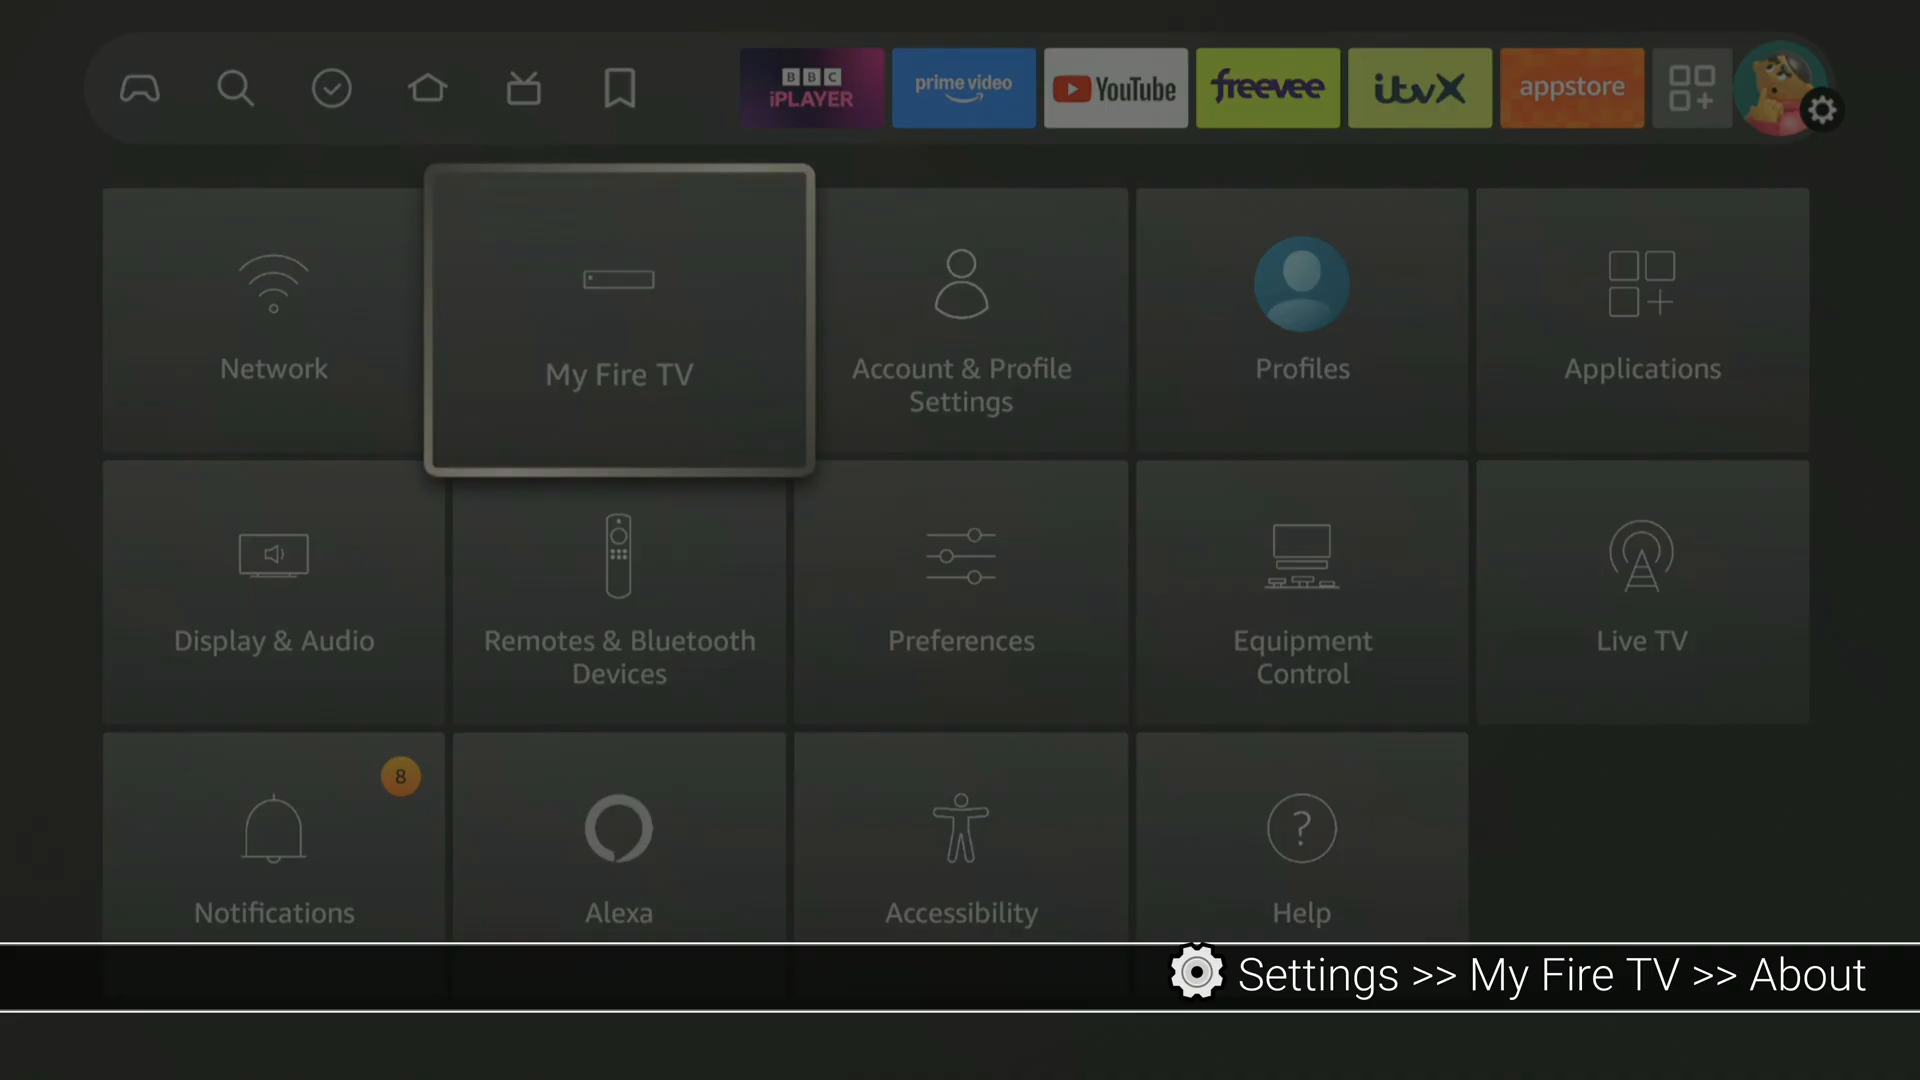 BBC
iPLAYER
prime video
YouTube
freevee
itvX
appstore
Network
My Fire TV
Account & Profile
Settings
Profiles
Applications
Display & Audio
Remotes & Bluetooth
Devices
Preferences
Equipment
Control
Live TV
8
Notifications
Alexa
Accessibility
?
Help
Settings >> My Fire TV >> About